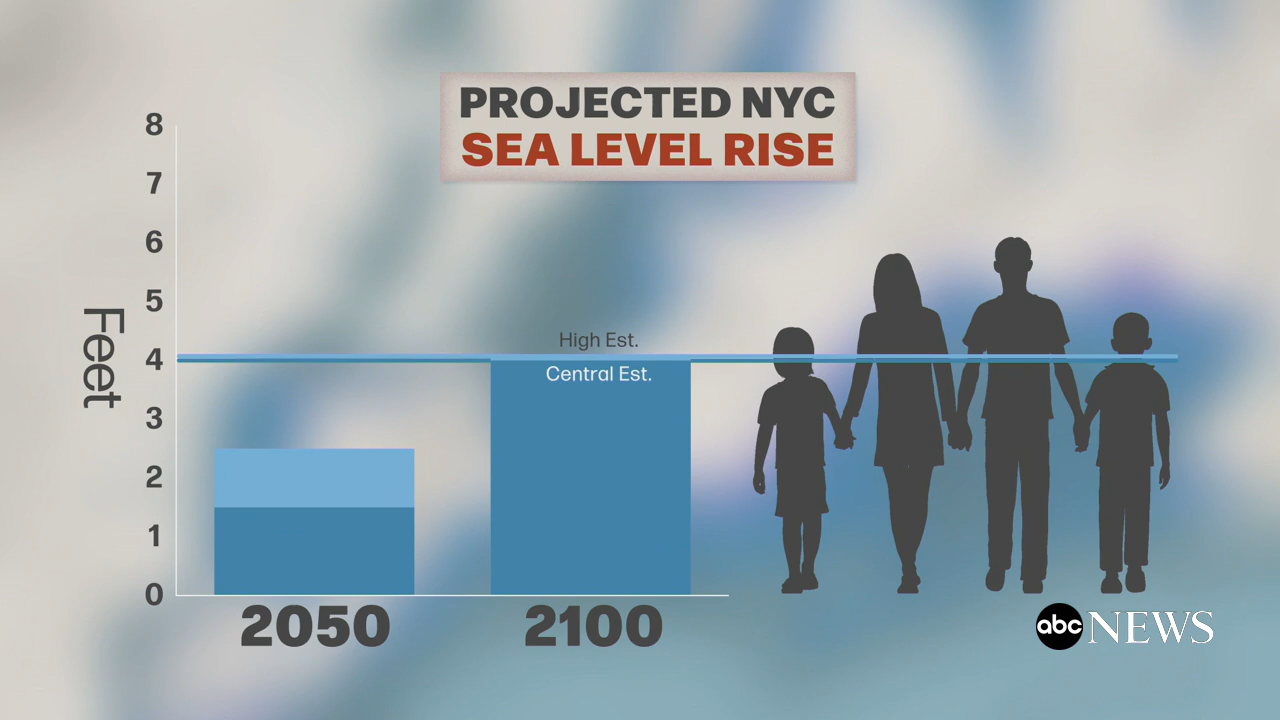 PROJECTED NYC
SEA LEVEL RISE
8
7
6
5
4
3
2
1
0
Feet
High Est.
Central Est.
2050
2100
abc NEWS